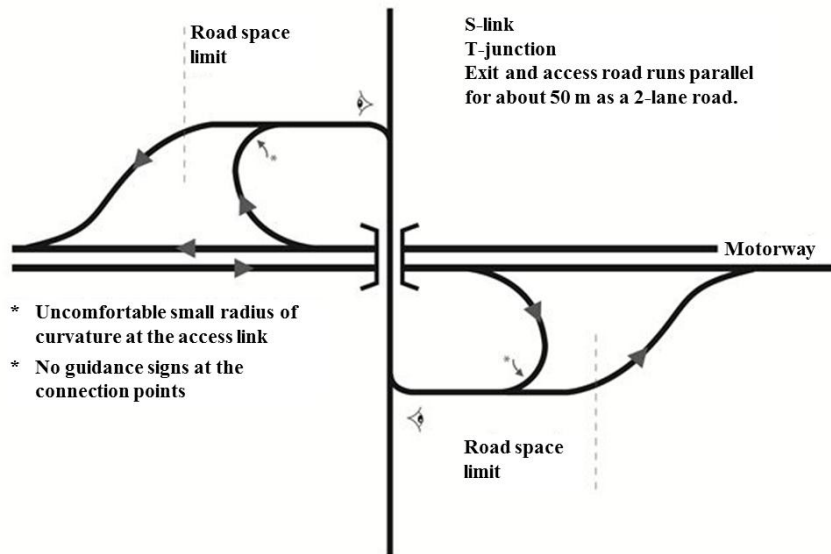 Road space
limit
S-link
T-junction
Exit and access road runs parallel
for about 50 m as a 2-lane road.
*
Motorway
* Uncomfortable small radius of
curvature at the access link
* No guidance signs at the
connection points
*
Road space
limit